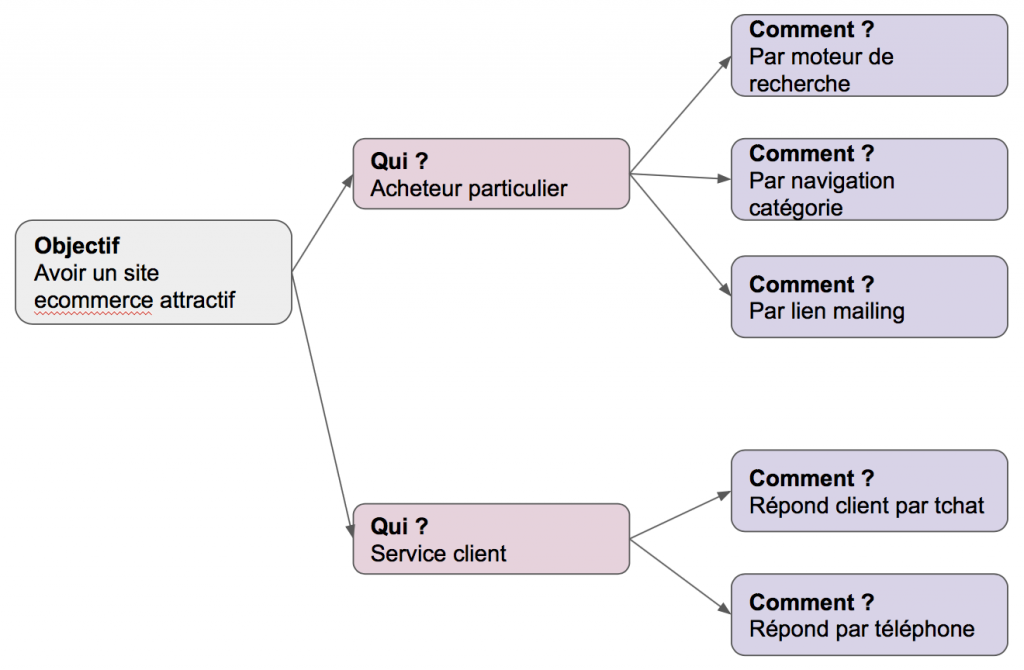 Objectif
Avoir un site
ecommerce attractif
Qui ?
Acheteur particulier
Comment ?
Par moteur de
recherche
Comment ?
Par navigation
catégorie
Comment ?
Par lien mailing
Qui ?
Service client
Comment ?
Répond client par tchat
Comment ?
Répond par téléphone